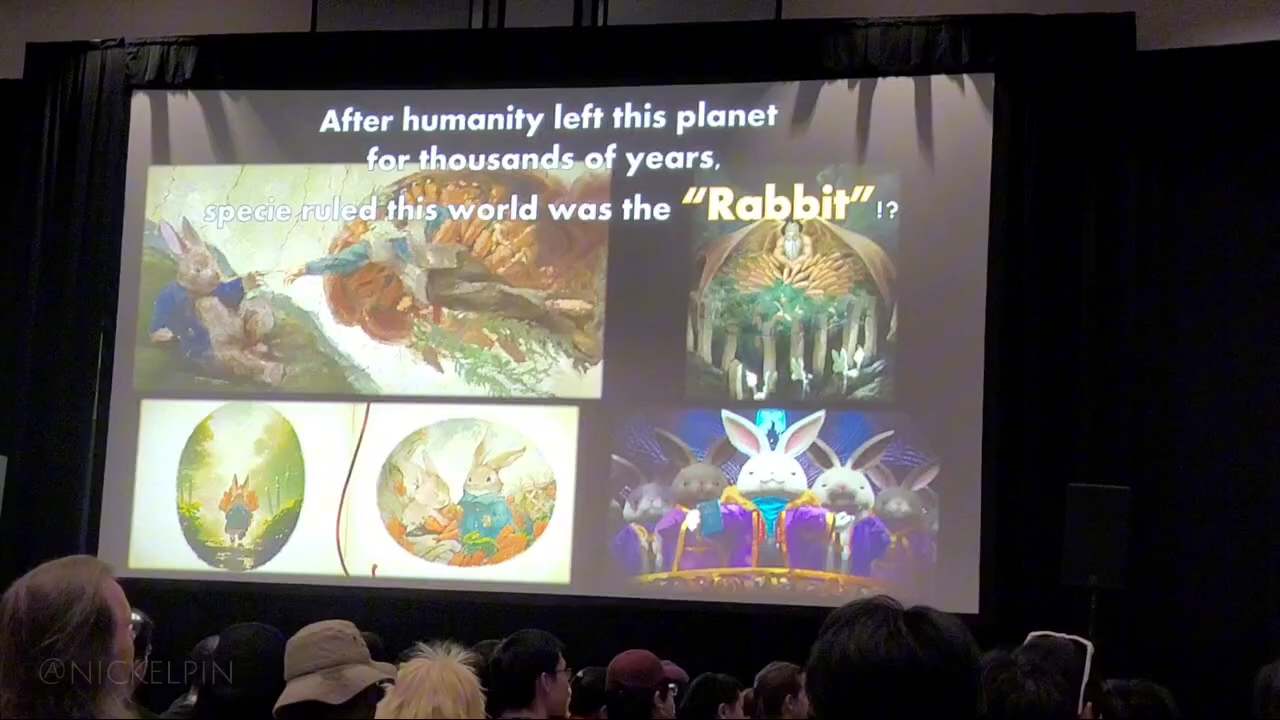 After humanity left this planet
for thousands of years,
specie ruled this world was the “Rabbit”!?
@NICKELPIN